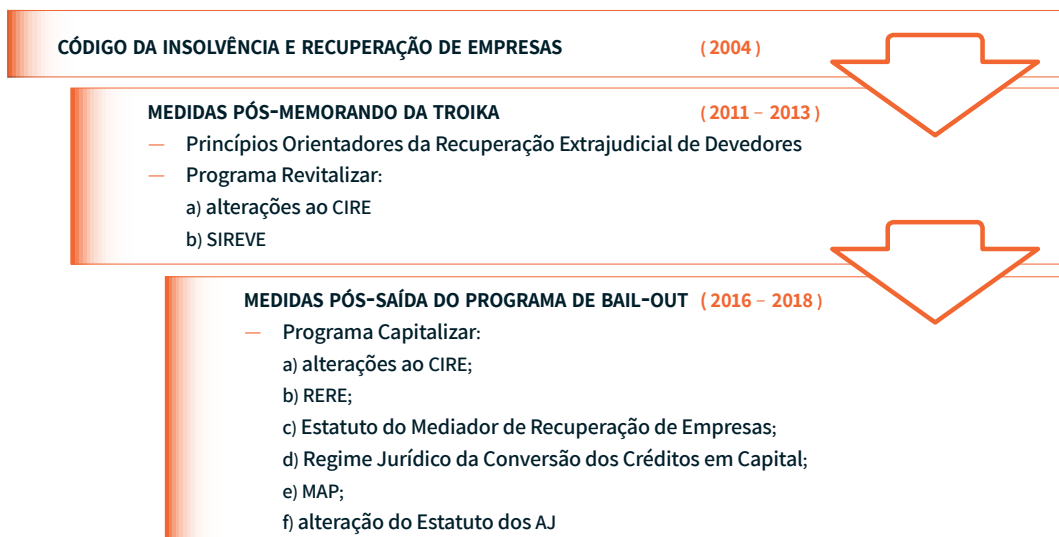 CÓDIGO DA INSOLVÊNCIA E RECUPERAÇÃO DE EMPRESAS ( 2004 )
MEDIDAS PÓS-MEMORANDO DA TROIKA ( 2011 – 2013 )
— Princípios Orientadores da Recuperação Extrajudicial de Devedores
— Programa Revitalizar:
a) alterações ao CIRE
b) SIREVE
MEDIDAS PÓS-SAÍDA DO PROGRAMA DE BAIL-OUT ( 2016 – 2018 )
— Programa Capitalizar:
a) alterações ao CIRE;
b) RERE;
c) Estatuto do Mediador de Recuperação de Empresas;
d) Regime Jurídico da Conversão dos Créditos em Capital;
e) MAP;
f) alteração do Estatuto dos AJ